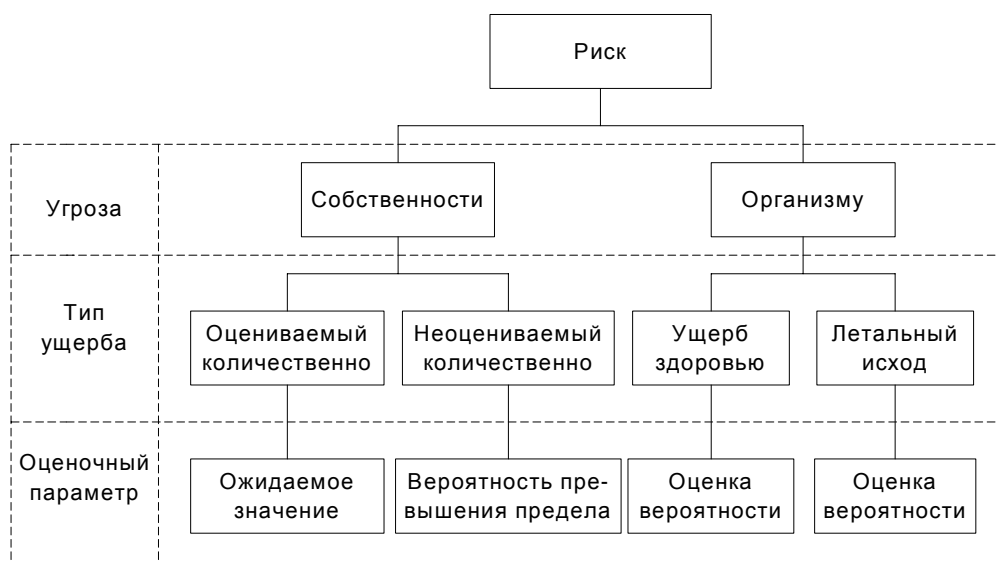 Риск
Угроза
Собственности
Организму
Тип
ущерба
Оцениваемый
количественно
Неоцениваемый
количественно
Ущерб
здоровью
Летальный
исход
Оценочный
параметр
Ожидаемое
значение
Вероятность пре-
вышения предела
Оценка
вероятности
Оценка
вероятности